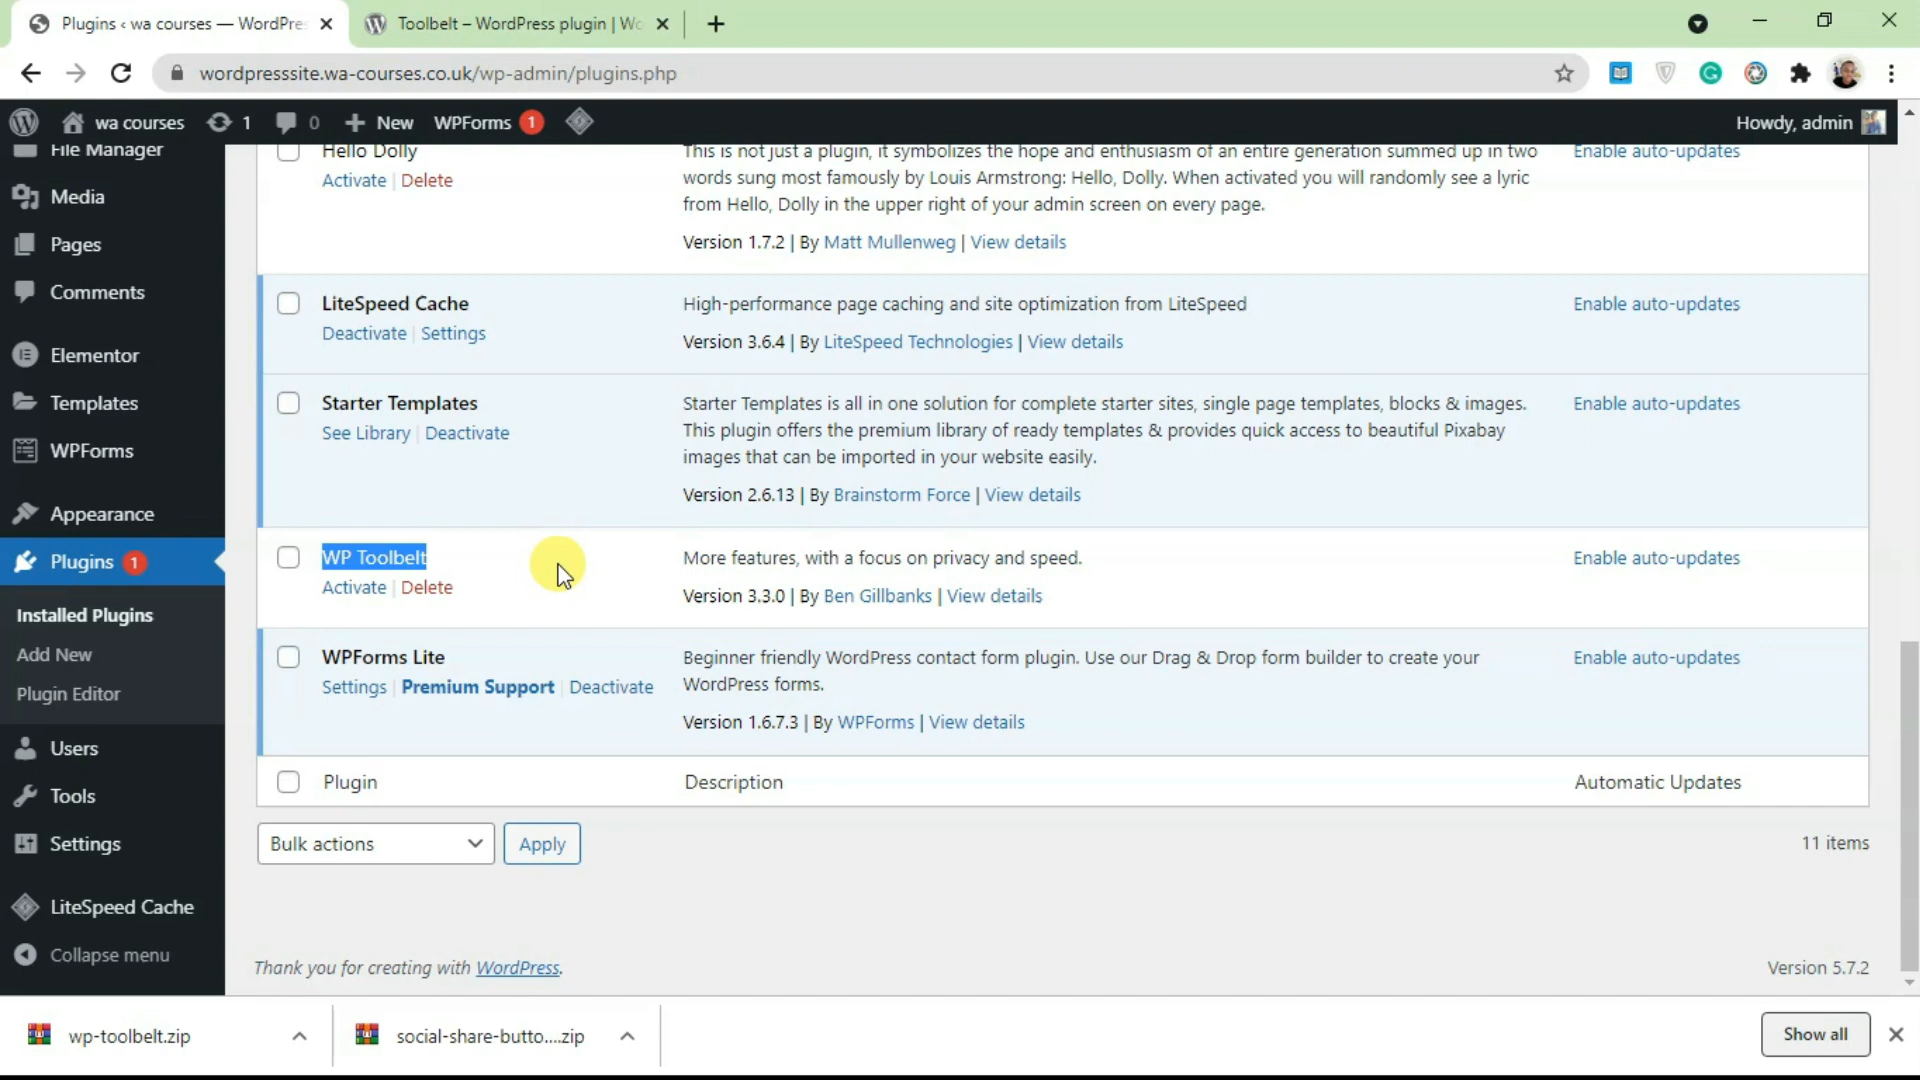 Plugins ‹ wa courses — WordPre
Toolbelt – WordPress plugin | Wo
wordpresssite.wa-courses.co.uk/wp-admin/plugins.php
wa courses 1 0 New WPForms 1
Howdy, admin
File Manager
Media
Pages
Comments
Elementor
Templates
WPForms
Appearance
Plugins 1
Installed Plugins
Add New
Plugin Editor
Users
Tools
Settings
LiteSpeed Cache
Collapse menu
Hello Dolly
Activate | Delete
This is not just a plugin, it symbolizes the hope and enthusiasm of an entire generation summed up in two
words sung most famously by Louis Armstrong: Hello, Dolly. When activated you will randomly see a lyric
from Hello, Dolly in the upper right of your admin screen on every page.
Version 1.7.2 | By Matt Mullenweg | View details
Enable auto-updates
LiteSpeed Cache
Deactivate | Settings
High-performance page caching and site optimization from LiteSpeed
Version 3.6.4 | By LiteSpeed Technologies | View details
Enable auto-updates
Starter Templates
See Library | Deactivate
Starter Templates is all in one solution for complete starter sites, single page templates, blocks & images.
This plugin offers the premium library of ready templates & provides quick access to beautiful Pixabay
images that can be imported in your website easily.
Version 2.6.13 | By Brainstorm Force | View details
Enable auto-updates
WP Toolbelt
Activate | Delete
More features, with a focus on privacy and speed.
Version 3.3.0 | By Ben Gillbanks | View details
Enable auto-updates
WPForms Lite
Settings | Premium Support | Deactivate
Beginner friendly WordPress contact form plugin. Use our Drag & Drop form builder to create your
WordPress forms.
Version 1.6.7.3 | By WPForms | View details
Enable auto-updates
Plugin
Description
Automatic Updates
Bulk actions
Apply
11 items
Thank you for creating with WordPress.
Version 5.7.2
wp-toolbelt.zip
social-share-butto....zip
Show all